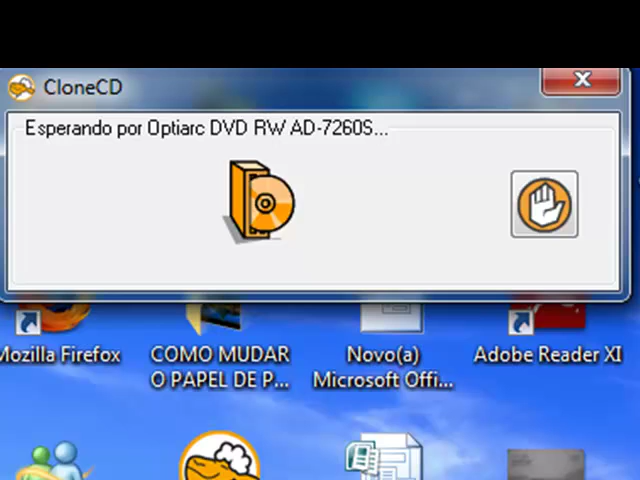 CloneCD
Esperando por Optiarc DVD RW AD-7260S...
Mozilla Firefox
COMO MUDAR
O PAPEL DE P...
Novo(a)
Microsoft Offi...
Adobe Reader XI